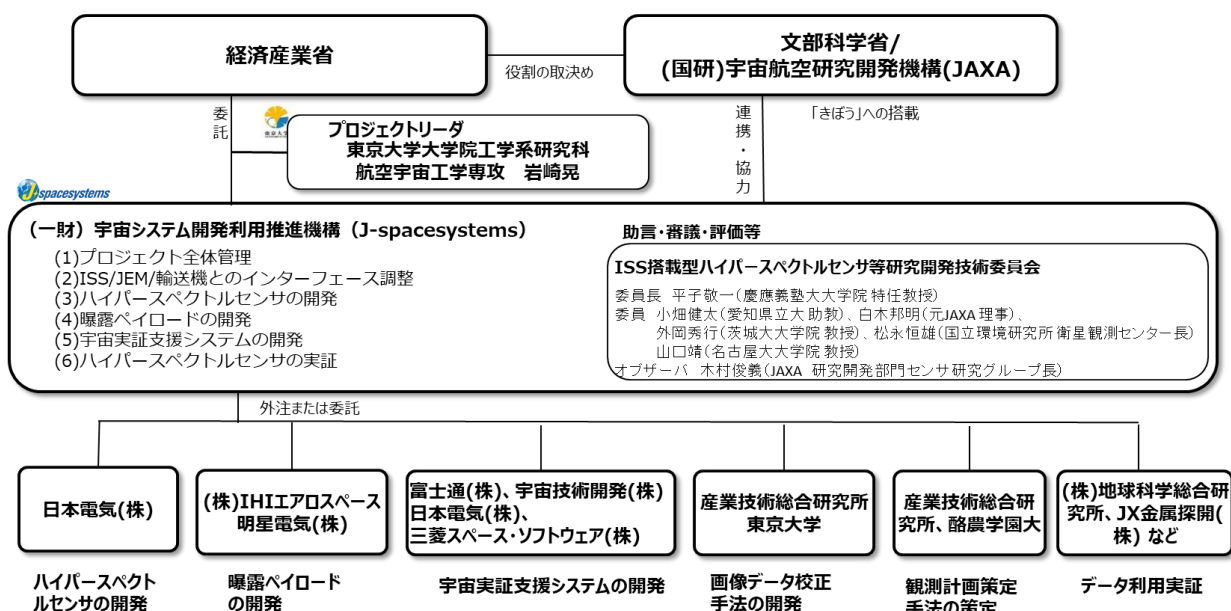 経済産業省
役割の取決め
文部科学省/
(国研)宇宙航空研究開発機構(JAXA)
委託
東京大学
プロジェクトリーダ
東京大学大学院工学系研究科
航空宇宙工学専攻 岩崎晃
連携・協力
「きぼう」への搭載
J-spacesystems
(一財)宇宙システム開発利用推進機構(J-spacesystems)
(1)プロジェクト全体管理
(2)ISS/JEM/輸送機とのインターフェース調整
(3)ハイパースペクトルセンサの開発
(4)曝露ペイロードの開発
(5)宇宙実証支援システムの開発
(6)ハイパースペクトルセンサの実証
助言・審議・評価等
ISS搭載型ハイパースペクトルセンサ等研究開発技術委員会
委員長 平子敬一(慶應義塾大大学院 特任教授)
委員 小畑健太(愛知県立大 助教)、白木邦明(元JAXA 理事)、
外岡秀行(茨城大大学院 教授)、松永恒雄(国立環境研究所 衛星観測センター長)
山口靖(名古屋大大学院 教授)
オブザーバ 木村俊義(JAXA 研究開発部門センサ研究グループ長)
外注または委託
日本電気(株)
ハイパースペクト
ルセンサの開発
(株)IHIエアロスペース
明星電気(株)
曝露ペイロード
の開発
富士通(株)、宇宙技術開発(株)
日本電気(株)、
三菱スペース・ソフトウェア(株)
宇宙実証支援システムの開発
産業技術総合研究所
東京大学
画像データ校正
手法の開発
産業技術総合研
究所、酪農学園大
観測計画策定
手法の策定
(株)地球科学総合研
究所、JX金属探開(
株) など
データ利用実証